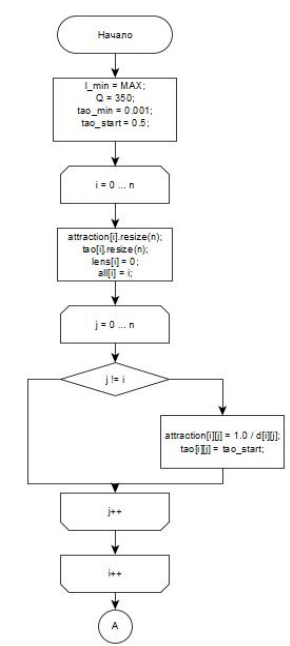 Начало
l_min = MAX;
Q = 350;
tao_min = 0.001;
tao_start = 0.5;
i = 0 ... n
attraction[i].resize(n);
tao[i].resize(n);
lens[i] = 0;
all[i] = i;
j = 0 ... n
j != i
attraction[i][j] = 1.0 / d[i][j];
tao[i][j] = tao_start;
j++
i++
A